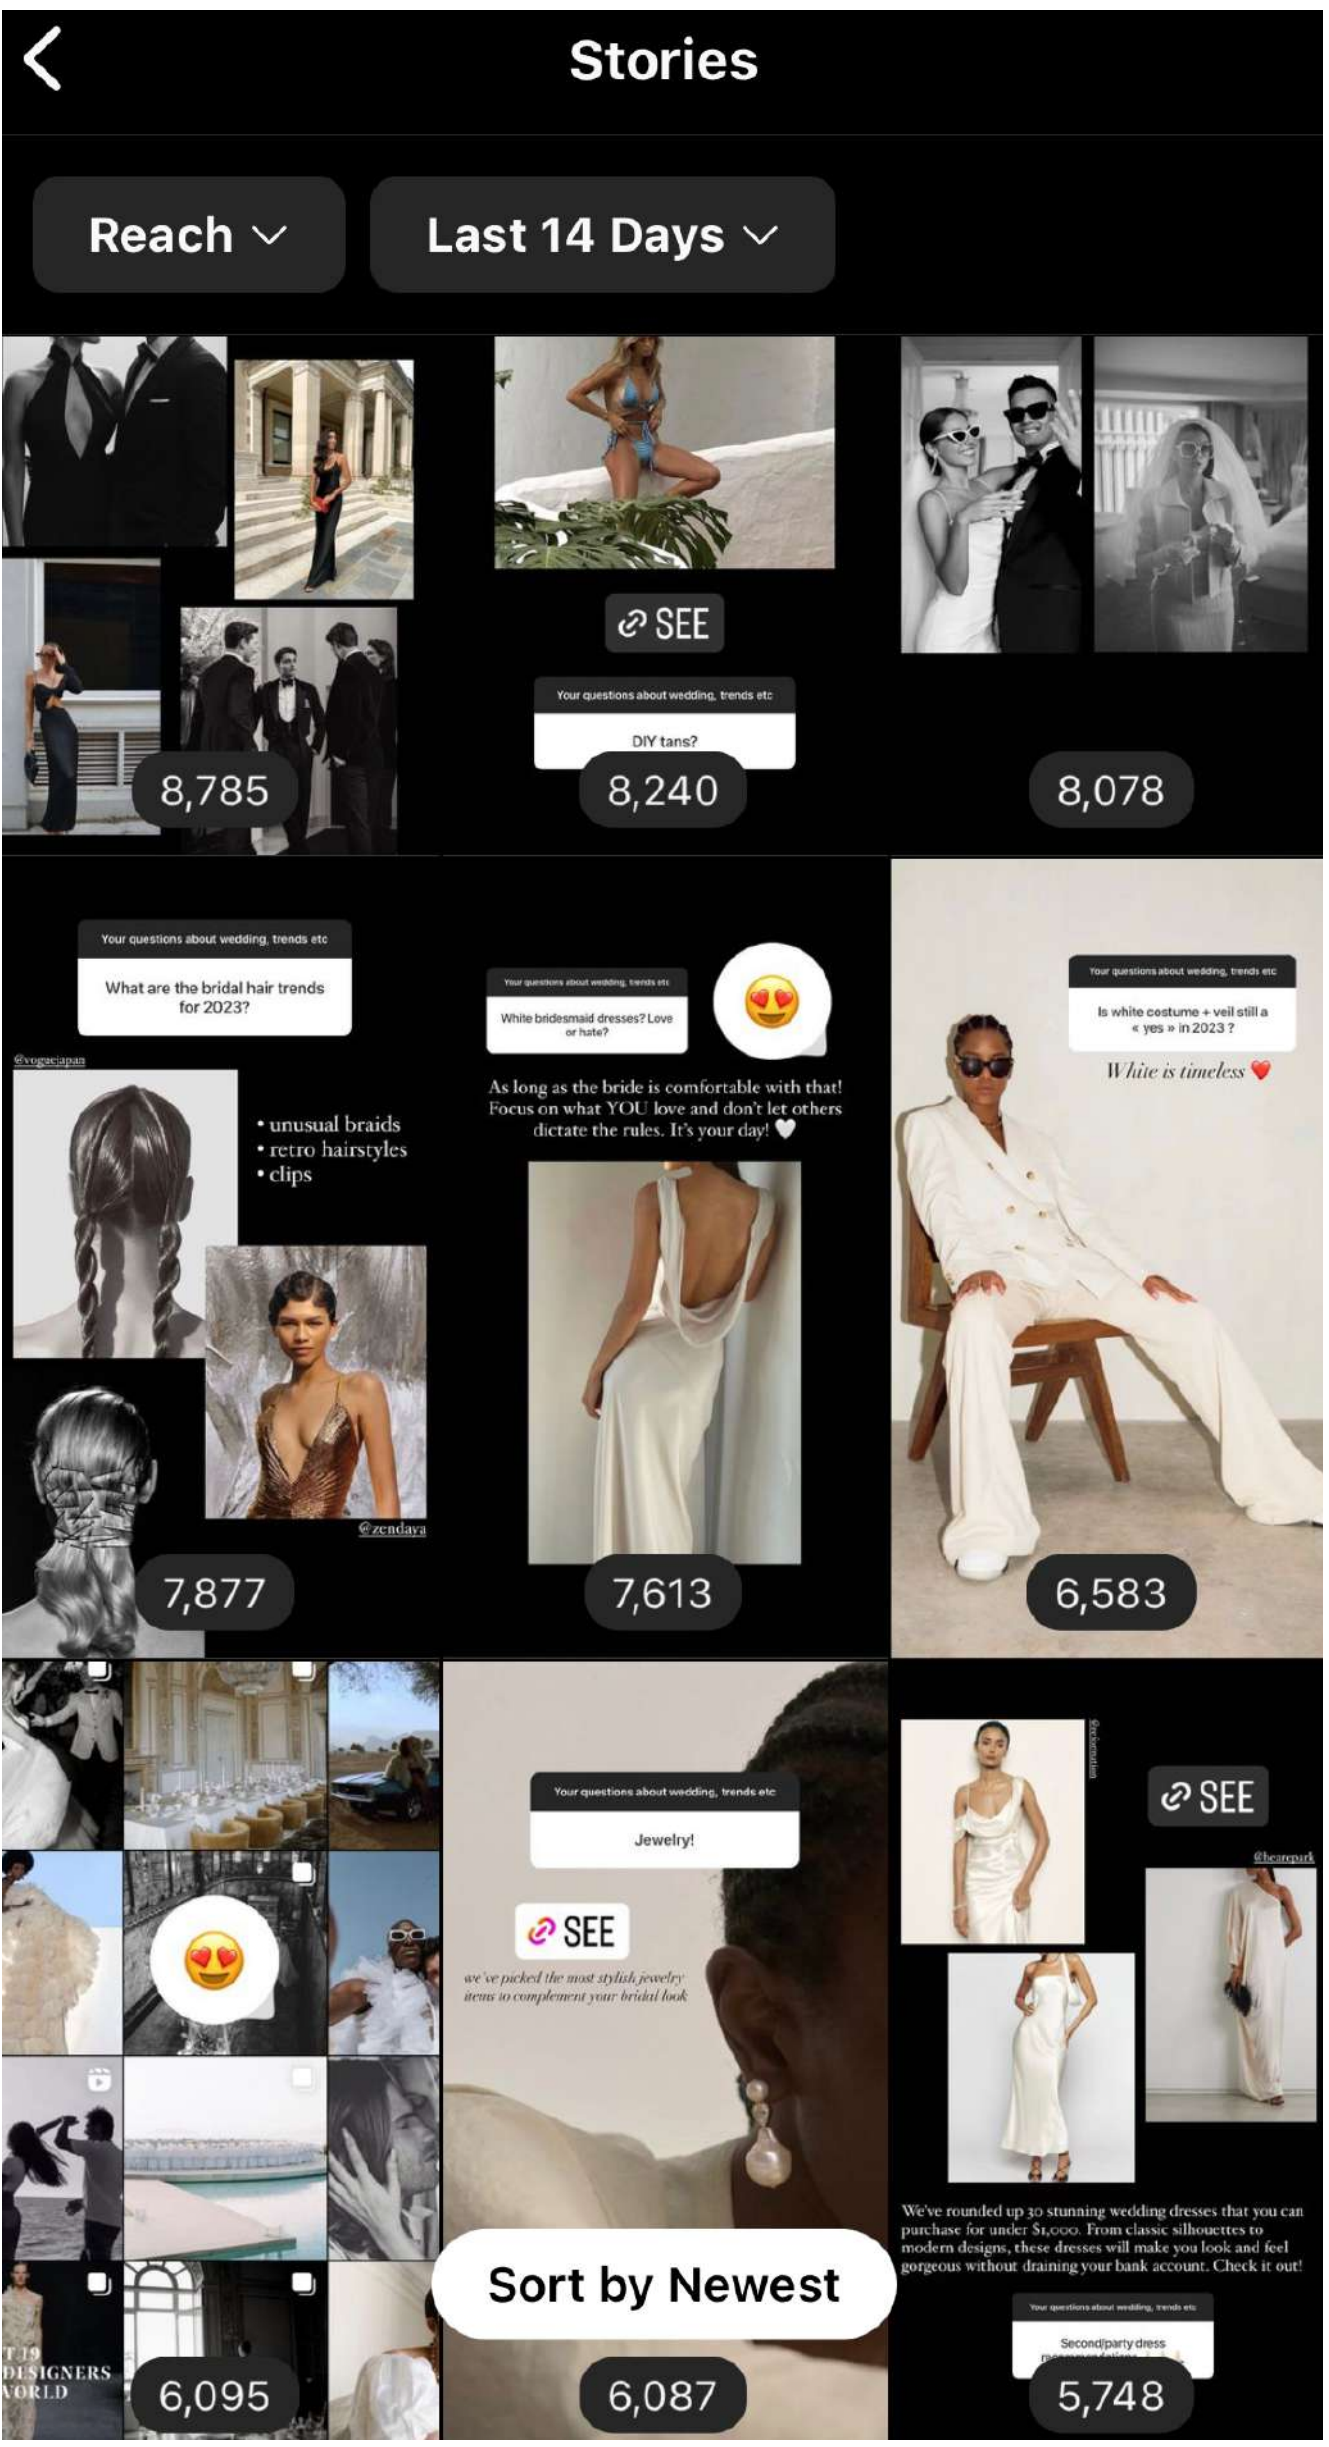 Stories
Reach
Last 14 Days
SEE
Your questions about wedding, trends etc
DIY tans?
8,785
8,240
8,078
Your questions about wedding, trends etc
What are the bridal hair trends
for 2023?
@voguejapan
• unusual braids
• retro hairstyles
• clips
@zendaya
7,877
Your questions about wedding, trends etc
White bridesmaid dresses? Love
or hate?
As long as the bride is comfortable with that!
Focus on what YOU love and don't let others
dictate the rules. It's your day!
7,613
Your questions about wedding, trends etc
Is white costume + veil still a
« yes » in 2023 ?
White is timeless
6,583
T 19
DESIGNERS
WORLD
6,095
Your questions about wedding, trends etc
Jewelry!
SEE
we've picked the most stylish jewelry
items to complement your bridal look
Sort by Newest
6,087
@reformation
SEE
@bearepark
We've rounded up 30 stunning wedding dresses that you can
purchase for under $1,000. From classic silhouettes to
modern designs, these dresses will make you look and feel
gorgeous without draining your bank account. Check it out!
Your questions about wedding, trends etc
Second/party dress
5,748